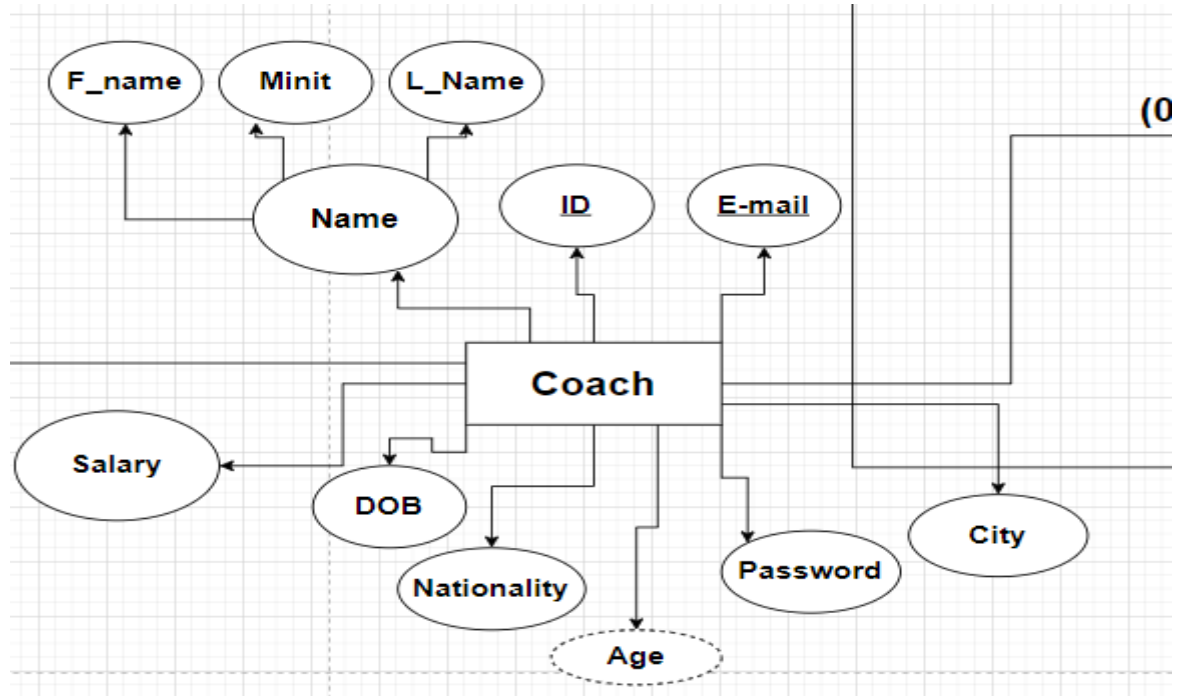 F_name
Minit
L_Name
(0
Name
ID
E-mail
Coach
Salary
DOB
City
Nationality
Password
Age